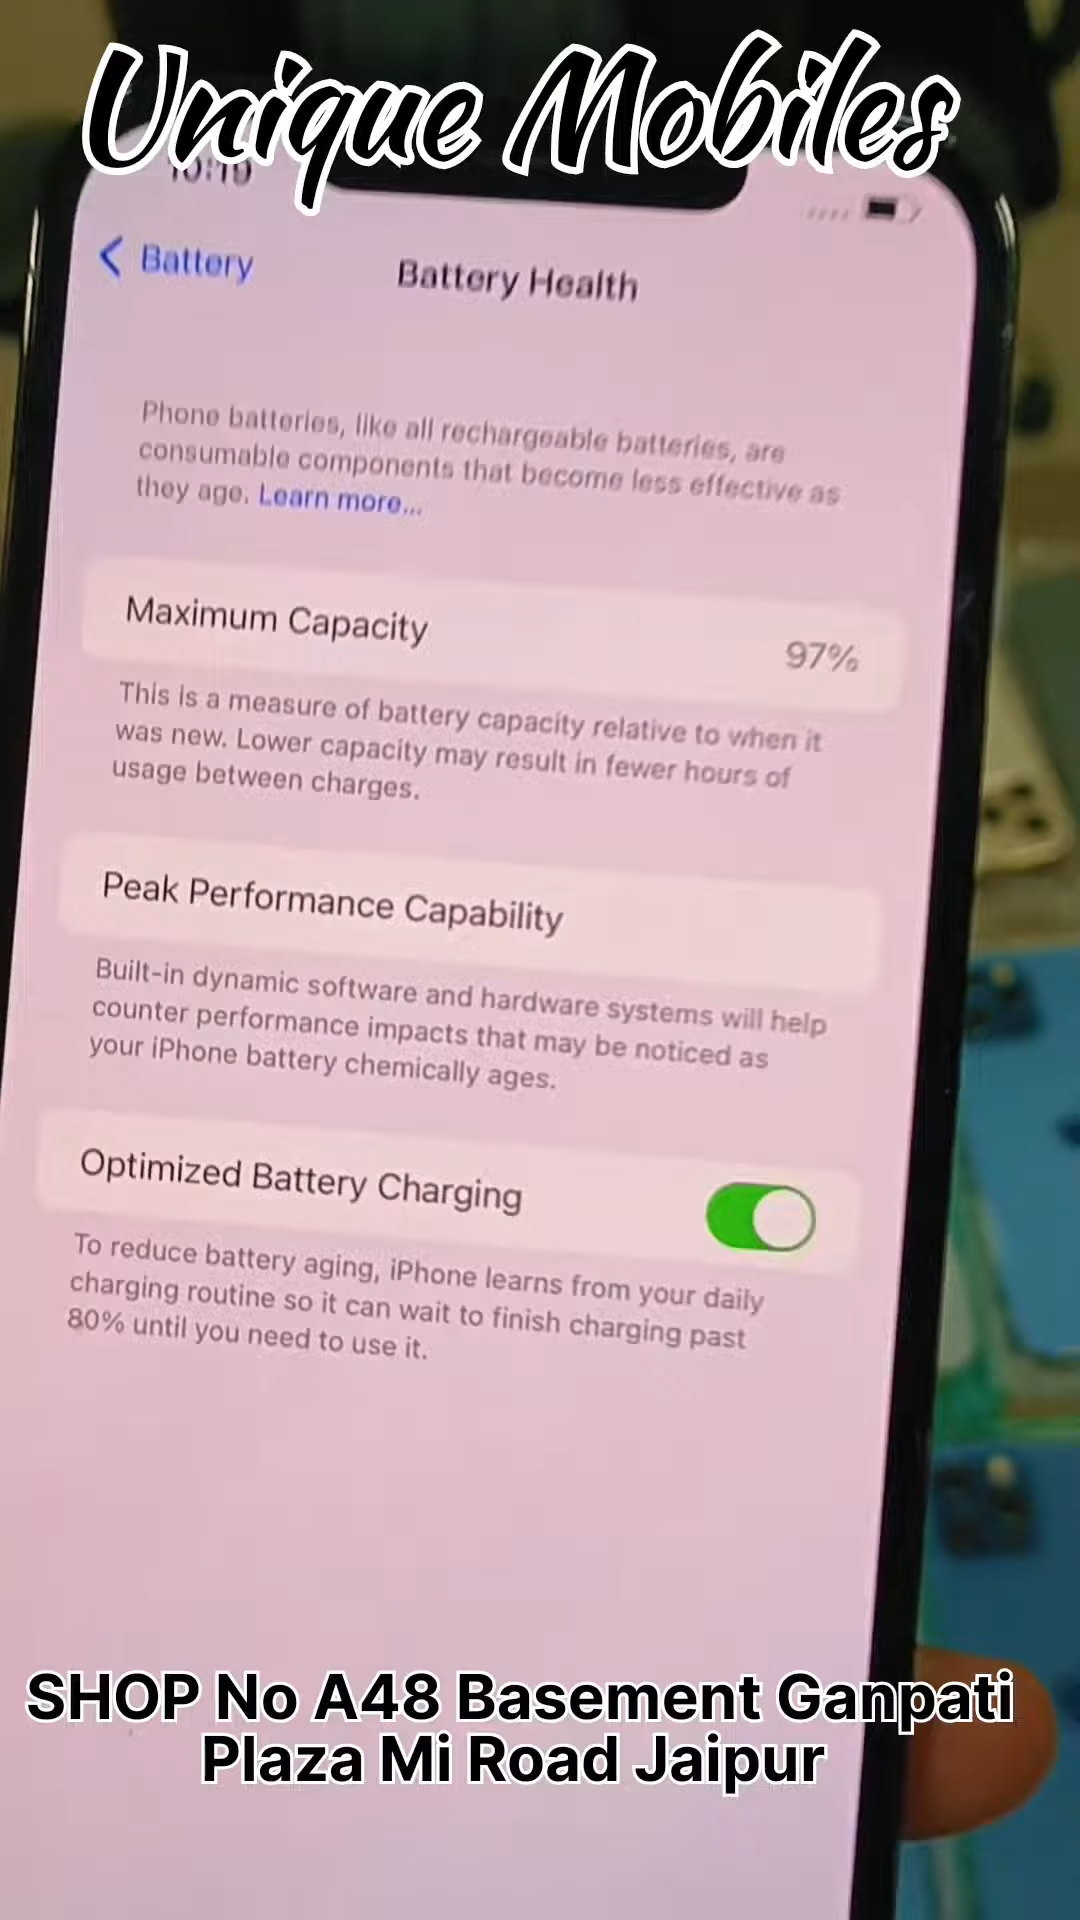 Unique Mobiles
10:19
Battery
Battery Health
Phone batteries, like all rechargeable batteries, are
consumable components that become less effective as
they age. Learn more...
Maximum Capacity
97%
This is a measure of battery capacity relative to when it
was new. Lower capacity may result in fewer hours of
usage between charges.
Peak Performance Capability
Built-in dynamic software and hardware systems will help
counter performance impacts that may be noticed as
your iPhone battery chemically ages.
Optimized Battery Charging
To reduce battery aging, iPhone learns from your daily
charging routine so it can wait to finish charging past
80% until you need to use it.
SHOP No A48 Basement Ganpati
Plaza Mi Road Jaipur